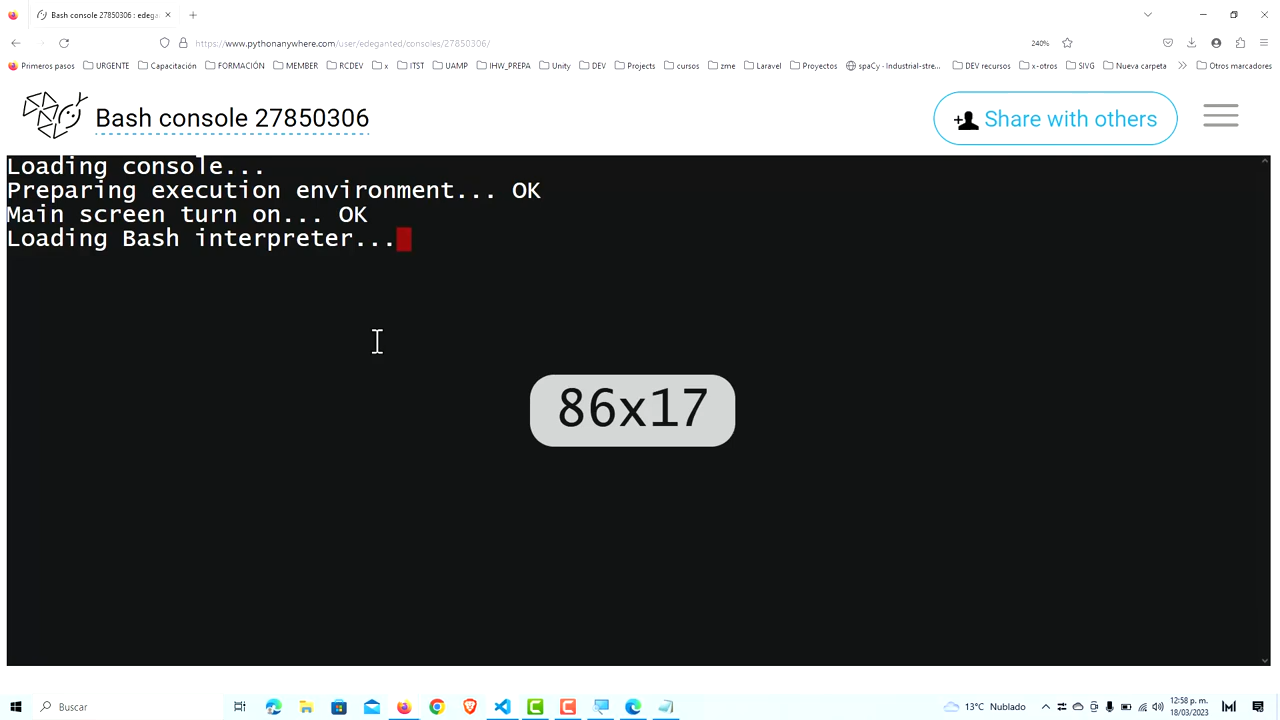 Bash console 27850306 : edega
https://www.pythonanywhere.com/user/edeganted/consoles/27850306/
240%
Primeros pasos URGENTE Capacitación FORMACIÓN MEMBER RCDEV x ITST UAMP IHW_PREPA Unity DEV Projects cursos zme Laravel Proyectos spaCy - Industrial-stre... DEV recursos x-otros SIVG Nueva carpeta Otros marcadores
Bash console 27850306
Share with others
Loading console...
Preparing execution environment... OK
Main screen turn on... OK
Loading Bash interpreter...
86x17
Buscar
13°C Nublado
12:58 p. m.
18/03/2023